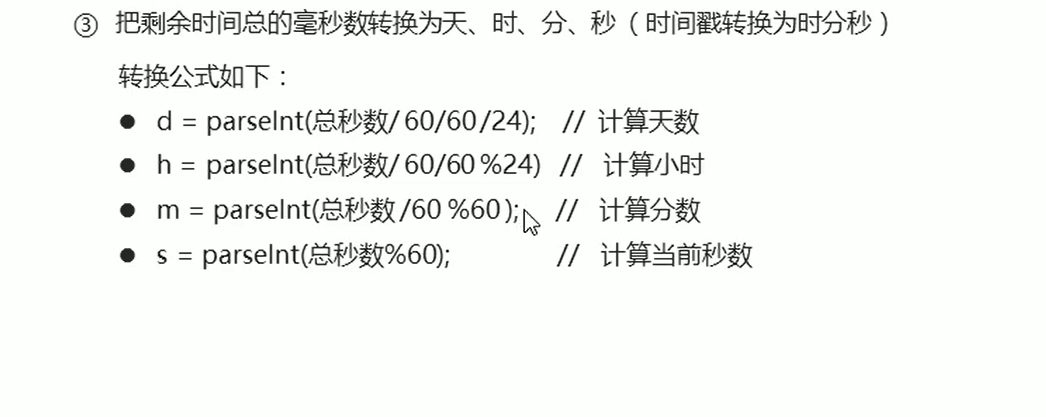 ③ 把剩余时间总的毫秒数转换为天、时、分、秒（时间戳转换为时分秒）
转换公式如下：
● d = parseInt(总秒数/ 60/60 /24); // 计算天数
● h = parseInt(总秒数/ 60/60 %24) // 计算小时
● m = parseInt(总秒数 /60 %60 ); // 计算分数
● s = parseInt(总秒数%60); // 计算当前秒数